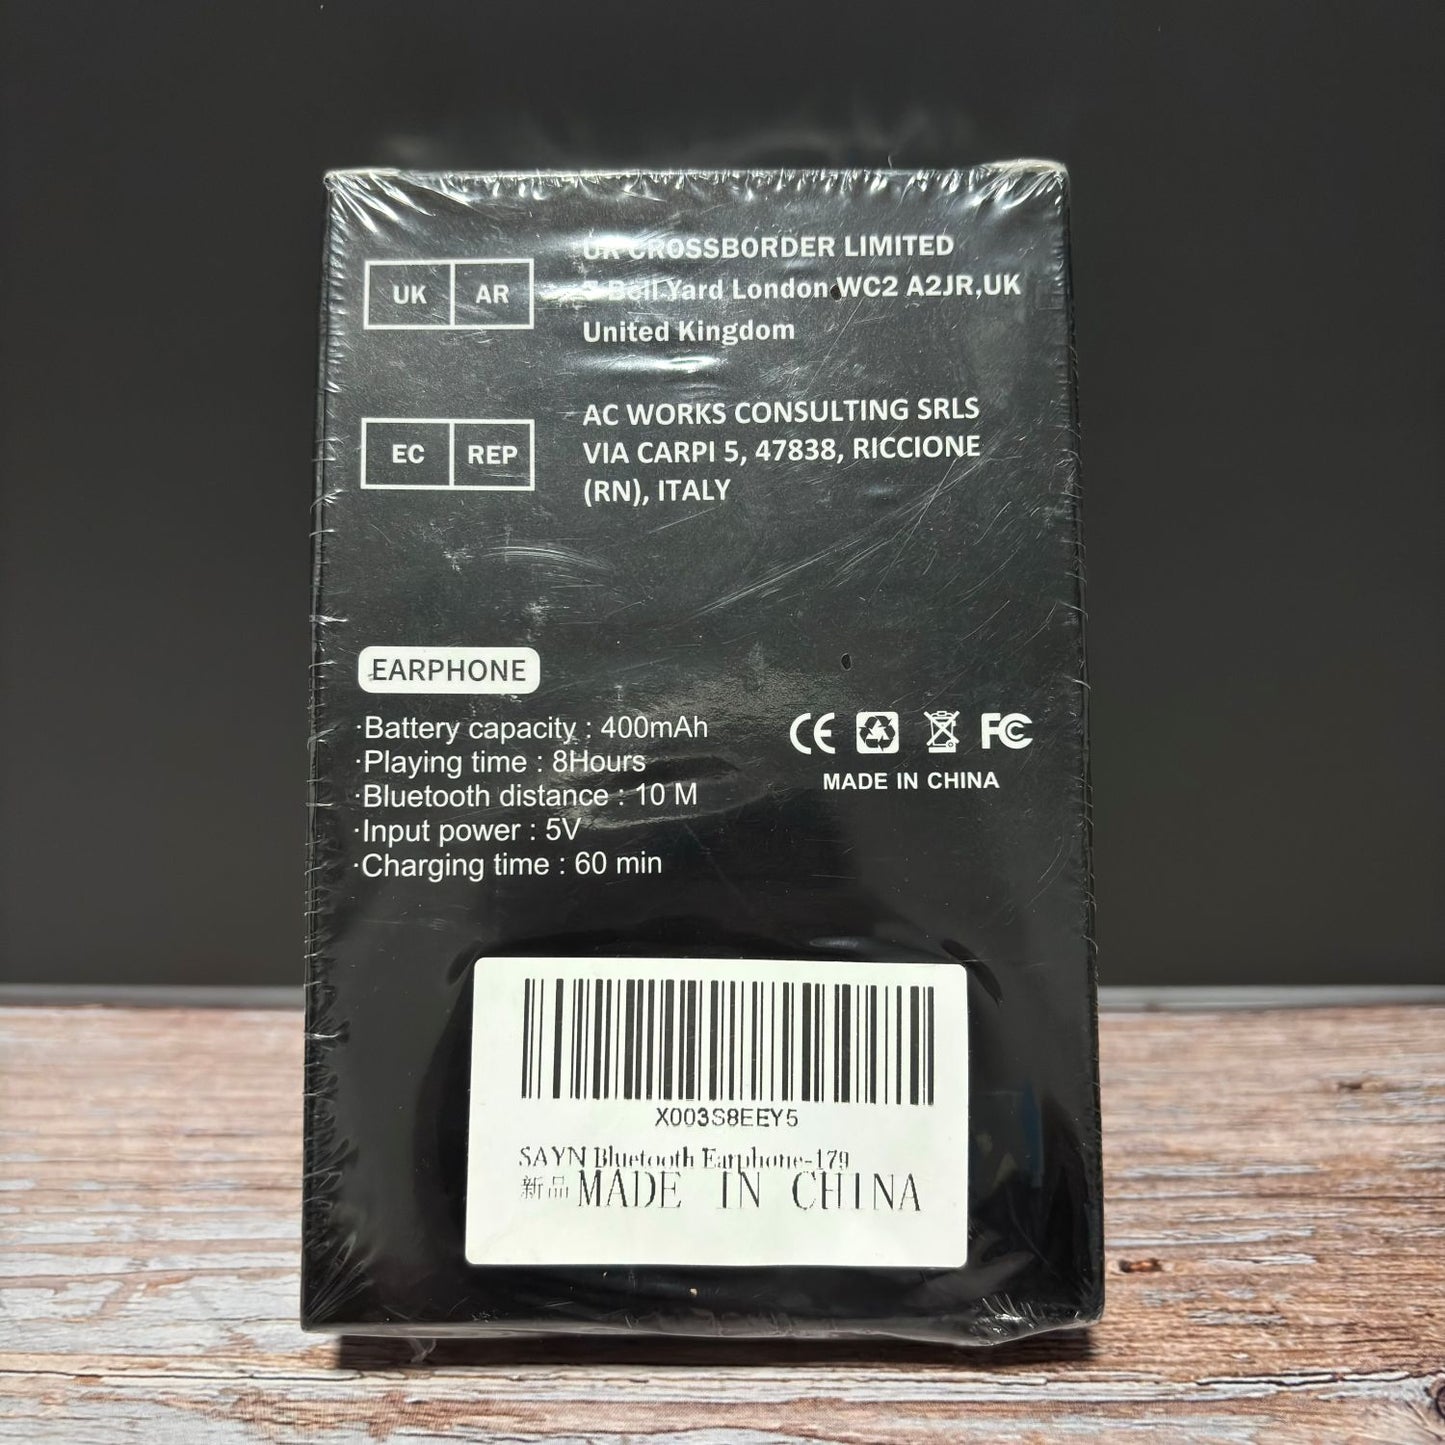 UK AR
UK CROSSBORDER LIMITED
Bell Yard London WC2 A2JR,UK
United Kingdom
EC REP
AC WORKS CONSULTING SRLS
VIA CARPI 5, 47838, RICCIONE
(RN), ITALY
EARPHONE
·Battery capacity : 400mAh
·Playing time : 8Hours
·Bluetooth distance : 10 M
·Input power : 5V
·Charging time : 60 min
CE FC
MADE IN CHINA
X003S8EEY5
SAYN Bluetooth Earphone-179
新品 MADE IN CHINA